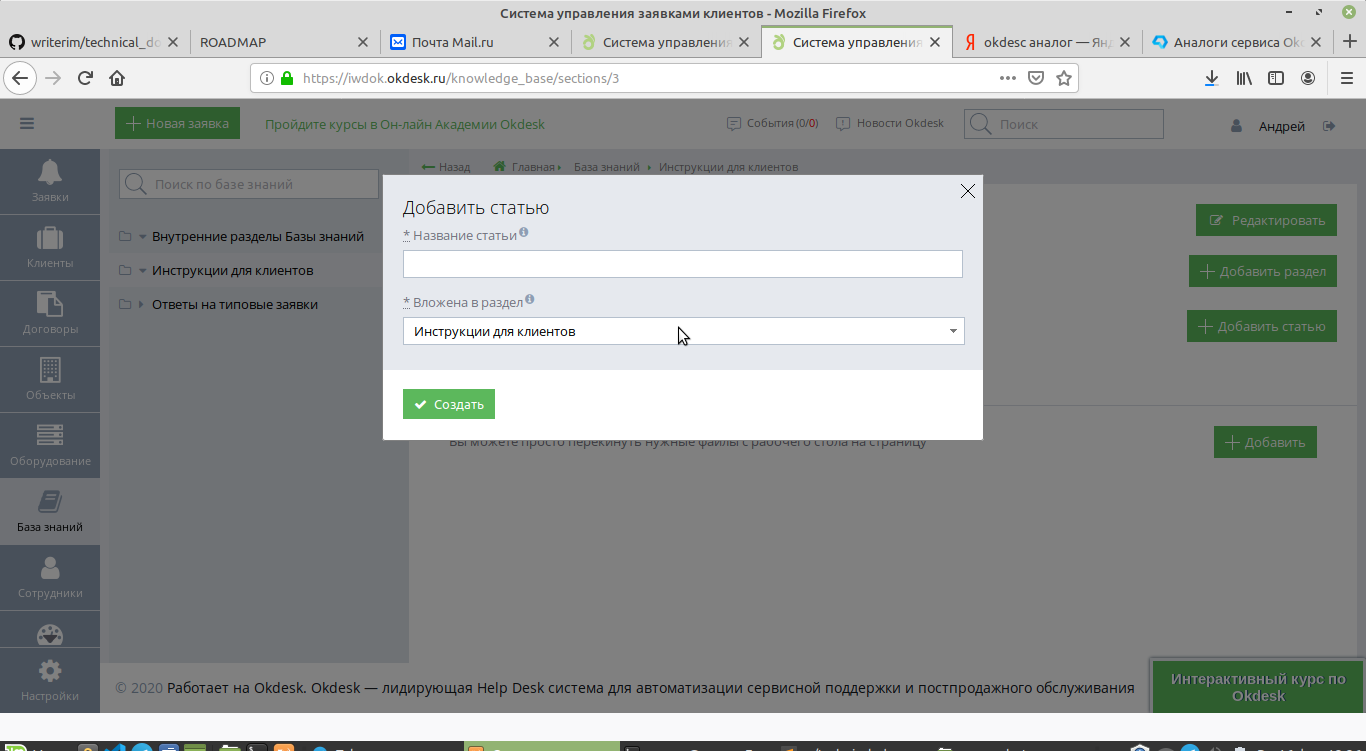 Система управления заявками клиентов - Mozilla Firefox
writerim/technical_do
ROADMAP
Почта Mail.ru
Система управления
Система управления
okdesc аналог — Янд
Аналоги сервиса Okd
https://iwdok.okdesk.ru/knowledge_base/sections/3
Новая заявка
Пройдите курсы в Он-лайн Академии Okdesk
События (0/0)
Новости Okdesk
Поиск
Андрей
Заявки
Клиенты
Договоры
Объекты
Оборудование
База знаний
Сотрудники
Настройки
Поиск по базе знаний
Внутренние разделы Базы знаний
Инструкции для клиентов
Ответы на типовые заявки
Назад
Главная
База знаний
Инструкции для клиентов
Редактировать
Добавить раздел
Добавить статью
Добавить статью
* Название статьи
* Вложена в раздел
Инструкции для клиентов
Создать
Вы можете просто перекинуть нужные файлы с рабочего стола на страницу
Добавить
© 2020 Работает на Okdesk. Okdesk — лидирующая Help Desk система для автоматизации сервисной поддержки и постпродажного обслуживания
Интерактивный курс по
Okdesk